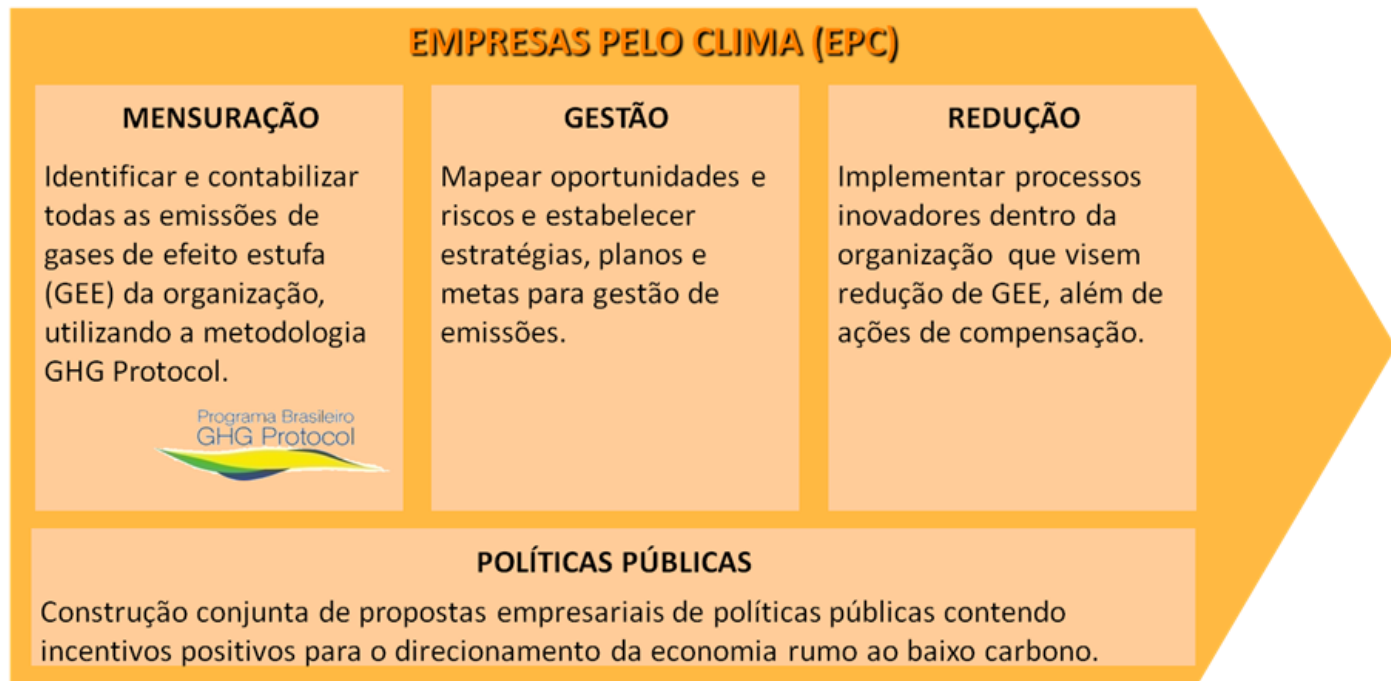 EMPRESAS PELO CLIMA (EPC)
MENSURAÇÃO
Identificar e contabilizar
todas as emissões de
gases de efeito estufa
(GEE) da organização,
utilizando a metodologia
GHG Protocol.
Programa Brasileiro
GHG Protocol
GESTÃO
Mapear oportunidades e
riscos e estabelecer
estratégias, planos e
metas para gestão de
emissões.
REDUÇÃO
Implementar processos
inovadores dentro da
organização que visem
redução de GEE, além de
ações de compensação.
POLÍTICAS PÚBLICAS
Construção conjunta de propostas empresariais de políticas públicas contendo
incentivos positivos para o direcionamento da economia rumo ao baixo carbono.